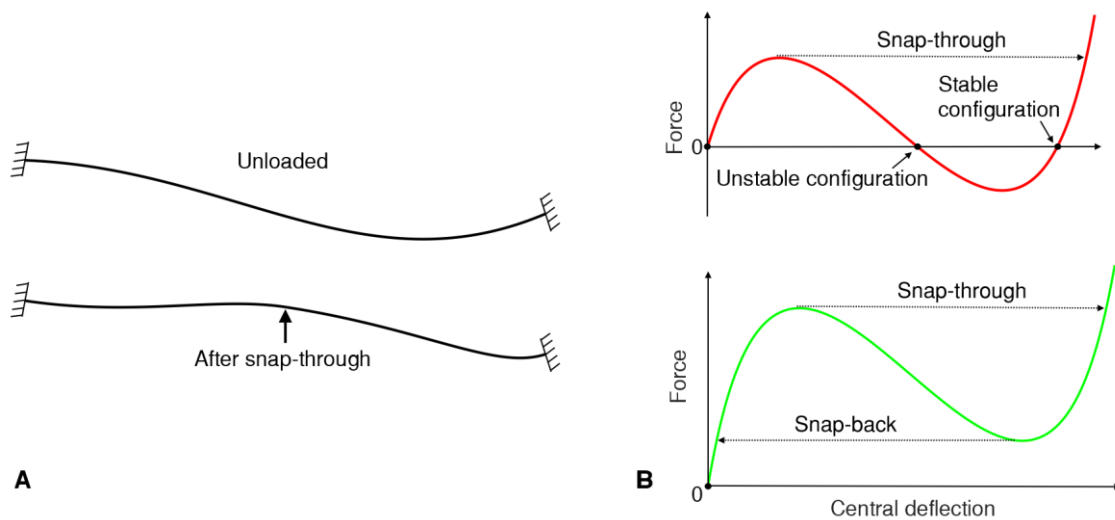 Unloaded
After snap-through
A
Snap-through
Stable
configuration
Force
0
Unstable configuration
Snap-through
Force
Snap-back
0
B
Central deflection